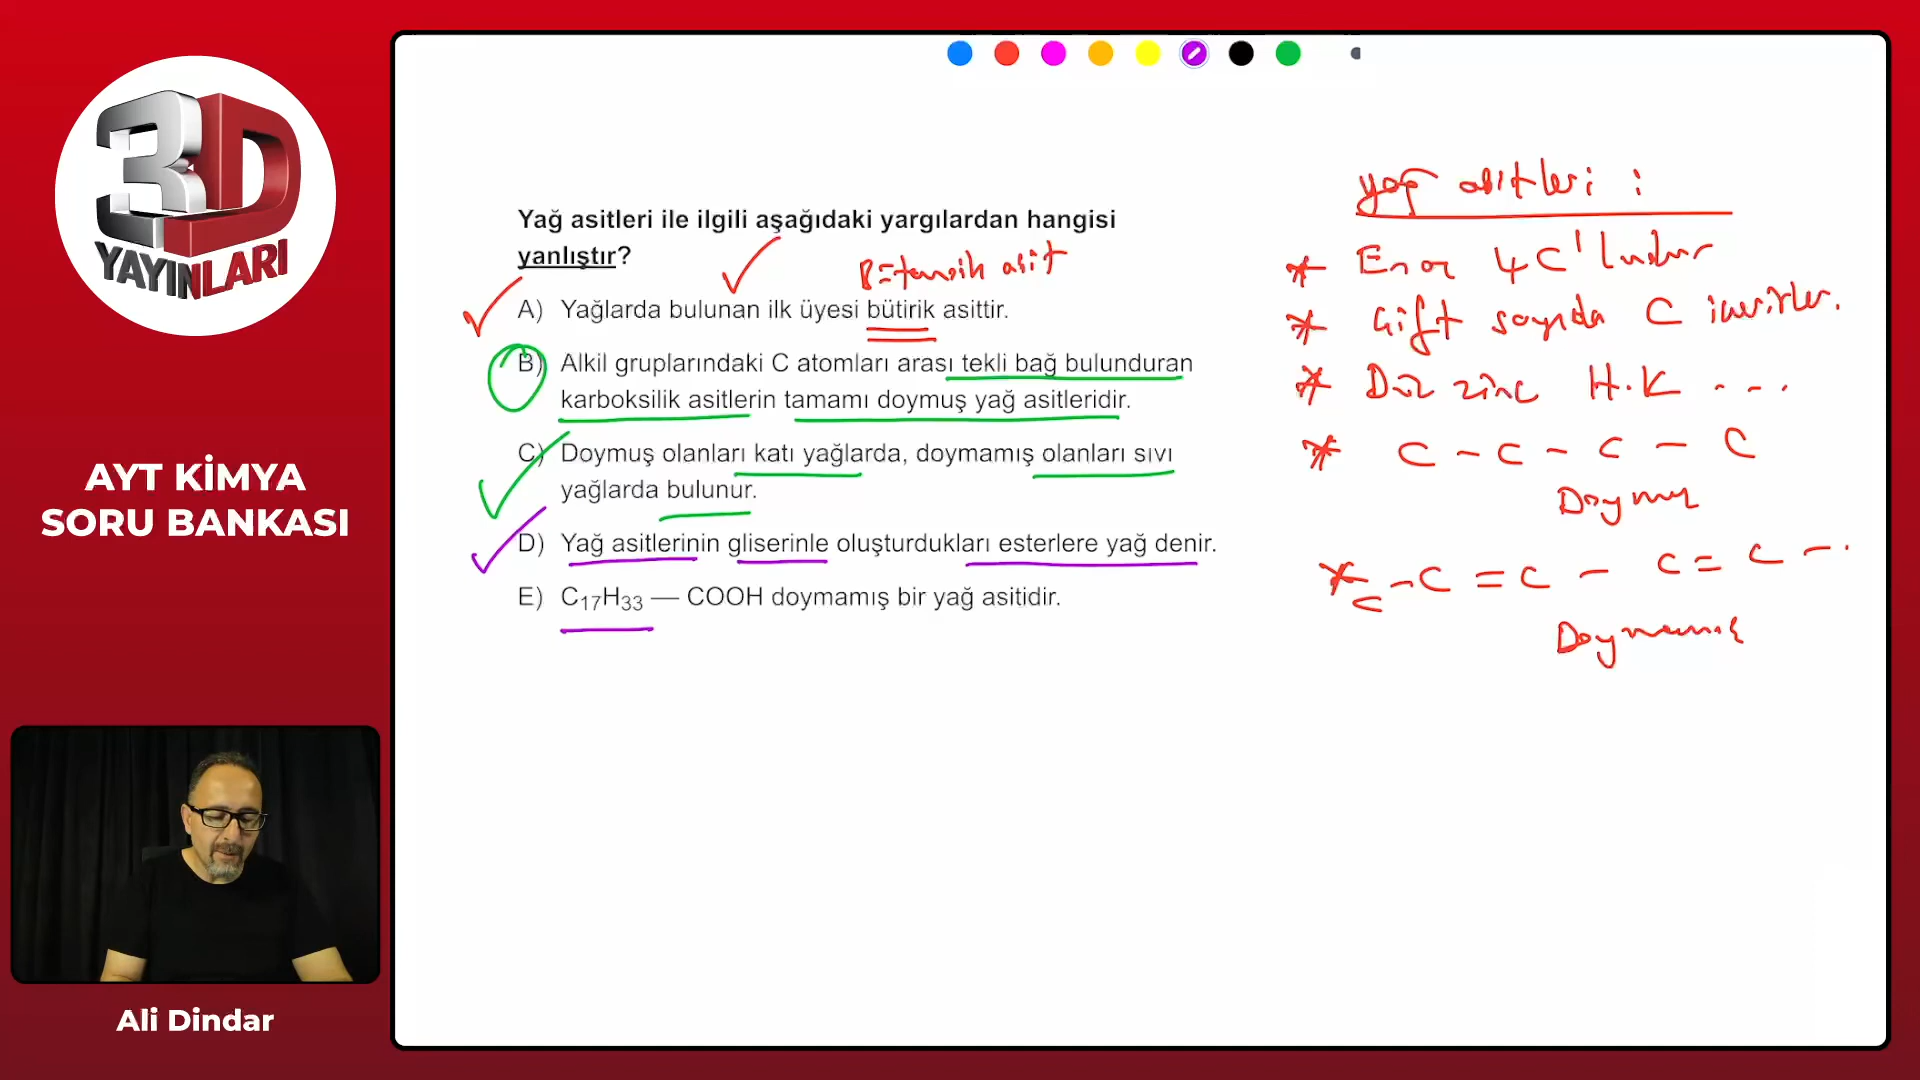 3D
YAYINLARI
AYT KİMYA
SORU BANKASI
Ali Dindar
Yağ asitleri ile ilgili aşağıdaki yargılardan hangisi
yanlıştır?
A) Yağlarda bulunan ilk üyesi bütirik asittir.
B) Alkil gruplarındaki C atomları arası tekli bağ bulunduran
karboksilik asitlerin tamamı doymuş yağ asitleridir.
C) Doymuş olanları katı yağlarda, doymamış olanları sıvı
yağlarda bulunur.
D) Yağ asitlerinin gliserinle oluşturdukları esterlere yağ denir.
E) C₁₇H₃₃ — COOH doymamış bir yağ asitidir.
asit
yağ asitleri :
* En az 4C'ludur
* Çift sayıda C içerirler.
* Düz zinc H.K ...
* C - C - C - C
Doymuş
* C - C = C - C = C - ..
Doymamış